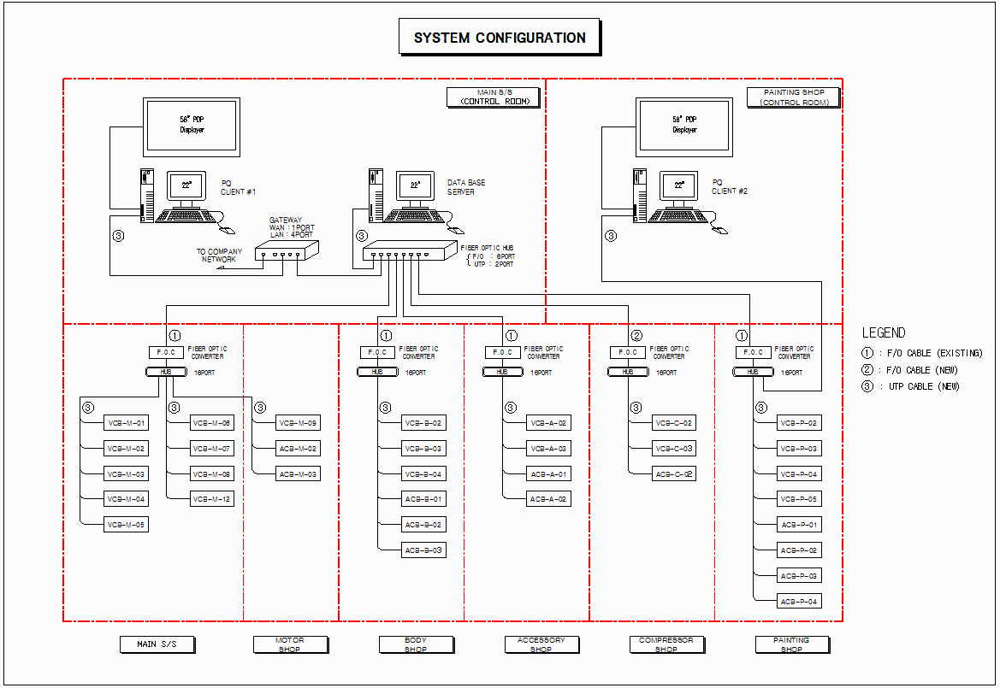 SYSTEM CONFIGURATION
MAIN S/S
(CONTROL ROOM)
PAINTING SHOP
(CONTROL ROOM)
58" PDP
Displayer
58" PDP
Displayer
22"
PQ
CLIENT #1
22"
DATA BASE
SERVER
22"
PQ
CLIENT #2
3
GATEWAY
WAN : 1PORT
LAN : 4PORT
3
3
TO COMPANY
NETWORK
FIBER OPTIC HUB
F/O : 6PORT
UTP : 2PORT
1
F.O.C
FIBER OPTIC
CONVERTER
HUB
16PORT
1
F.O.C
FIBER OPTIC
CONVERTER
HUB
16PORT
1
F.O.C
FIBER OPTIC
CONVERTER
HUB
16PORT
2
F.O.C
FIBER OPTIC
CONVERTER
HUB
16PORT
1
F.O.C
FIBER OPTIC
CONVERTER
HUB
16PORT
LEGEND
1 : F/O CABLE (EXISTING)
2 : F/O CABLE (NEW)
3 : UTP CABLE (NEW)
3
VCB-M-01
VCB-M-02
VCB-M-03
VCB-M-04
VCB-M-05
3
VCB-M-06
VCB-M-07
VCB-M-08
VCB-M-12
3
VCB-M-09
ACB-M-02
ACB-M-03
3
VCB-B-02
VCB-B-03
VCB-B-04
ACB-B-01
ACB-B-02
ACB-B-03
3
VCB-A-02
VCB-A-03
ACB-A-01
ACB-A-02
3
VCB-C-02
VCB-C-03
ACB-C-02
3
VCB-P-02
VCB-P-03
VCB-P-04
VCB-P-05
ACB-P-01
ACB-P-02
ACB-P-03
ACB-P-04
MAIN S/S
MOTOR
SHOP
BODY
SHOP
ACCESSORY
SHOP
COMPRESSOR
SHOP
PAINTING
SHOP